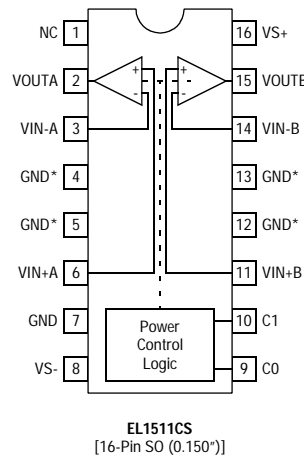 NC 1 16 VS+
VOUTA 2 + - + - 15 VOUTB
VIN-A 3 14 VIN-B
GND* 4 13 GND*
GND* 5 12 GND*
VIN+A 6 11 VIN+B
GND 7 10 C1
VS- 8 9 C0
Power
Control
Logic
EL1511CS
[16-Pin SO (0.150")]